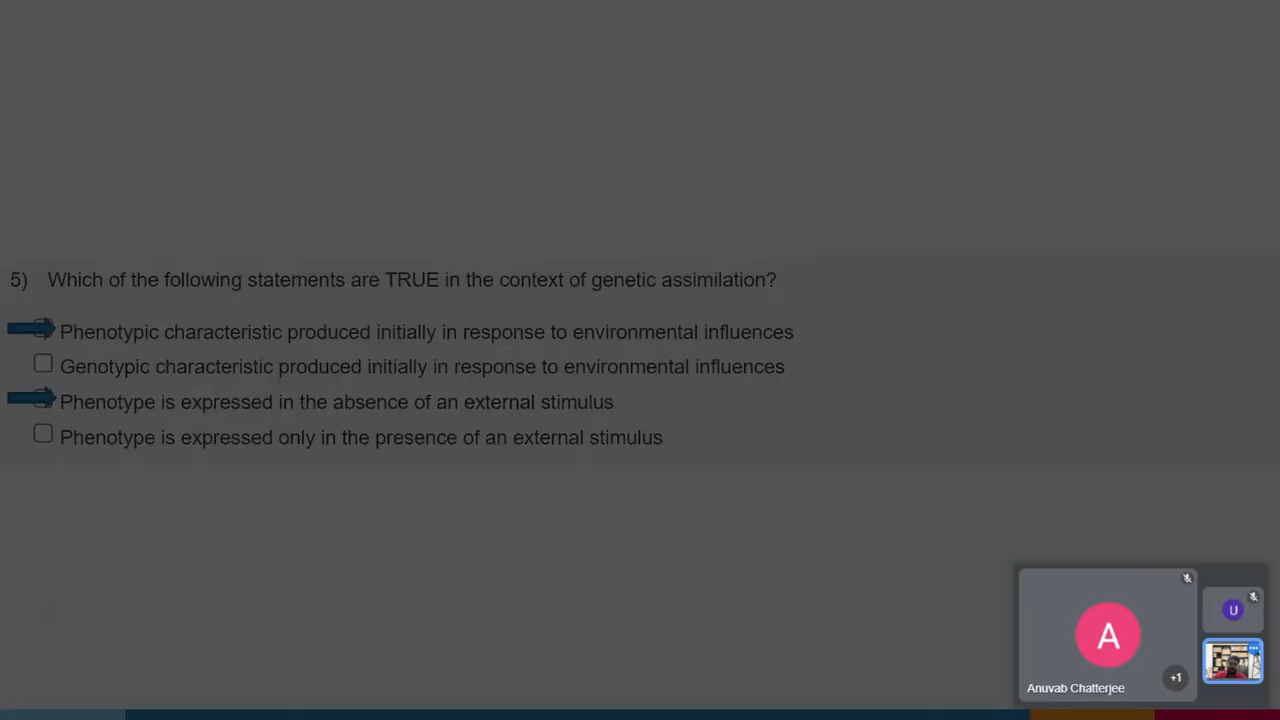 5) Which of the following statements are TRUE in the context of genetic assimilation?
Phenotypic characteristic produced initially in response to environmental influences
Genotypic characteristic produced initially in response to environmental influences
Phenotype is expressed in the absence of an external stimulus
Phenotype is expressed only in the presence of an external stimulus
A
U
+1
Anuvab Chatterjee